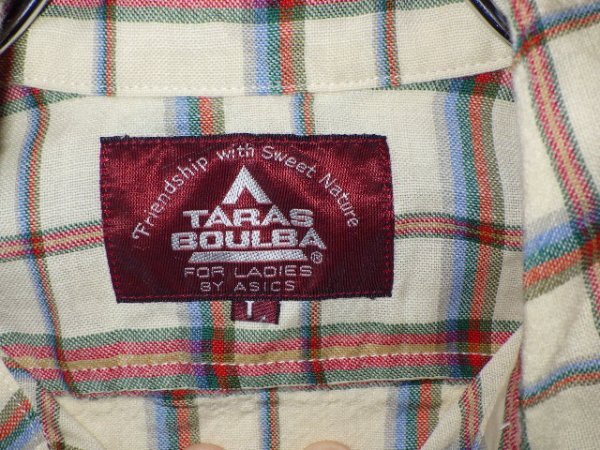 Friendship with Sweet Nature
TARAS
BOULBA®
FOR LADIES
BY ASICS